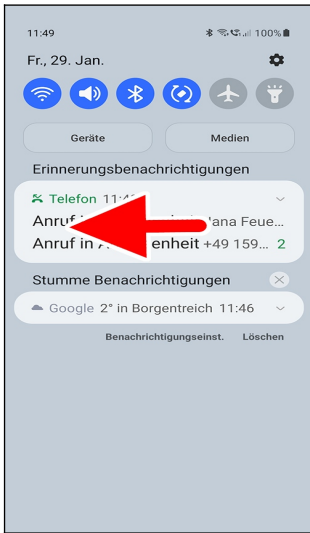 11:49 100%
Fr., 29. Jan.
Geräte Medien
Erinnerungsbenachrichtigungen
Telefon
Anruf Feue...
Anruf in +49 159... 2
Stumme Benachrichtigungen
Google 2° in Borgentreich 11:46
Benachrichtigungseinst. Löschen